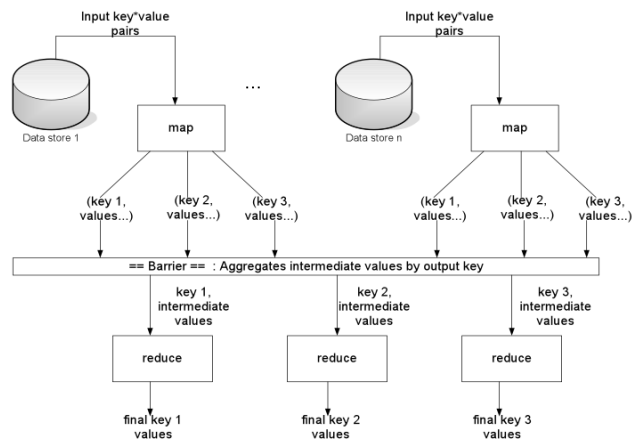 Input key*value
pairs
Input key*value
pairs
...
map
map
Data store 1
Data store n
(key 1,
values...)
(key 2,
values...)
(key 3,
values...)
(key 1,
values...)
(key 2,
values...)
(key 3,
values...)
== Barrier == : Aggregates intermediate values by output key
key 1,
intermediate
values
key 2,
intermediate
values
key 3,
intermediate
values
reduce
reduce
reduce
final key 1
values
final key 2
values
final key 3
values